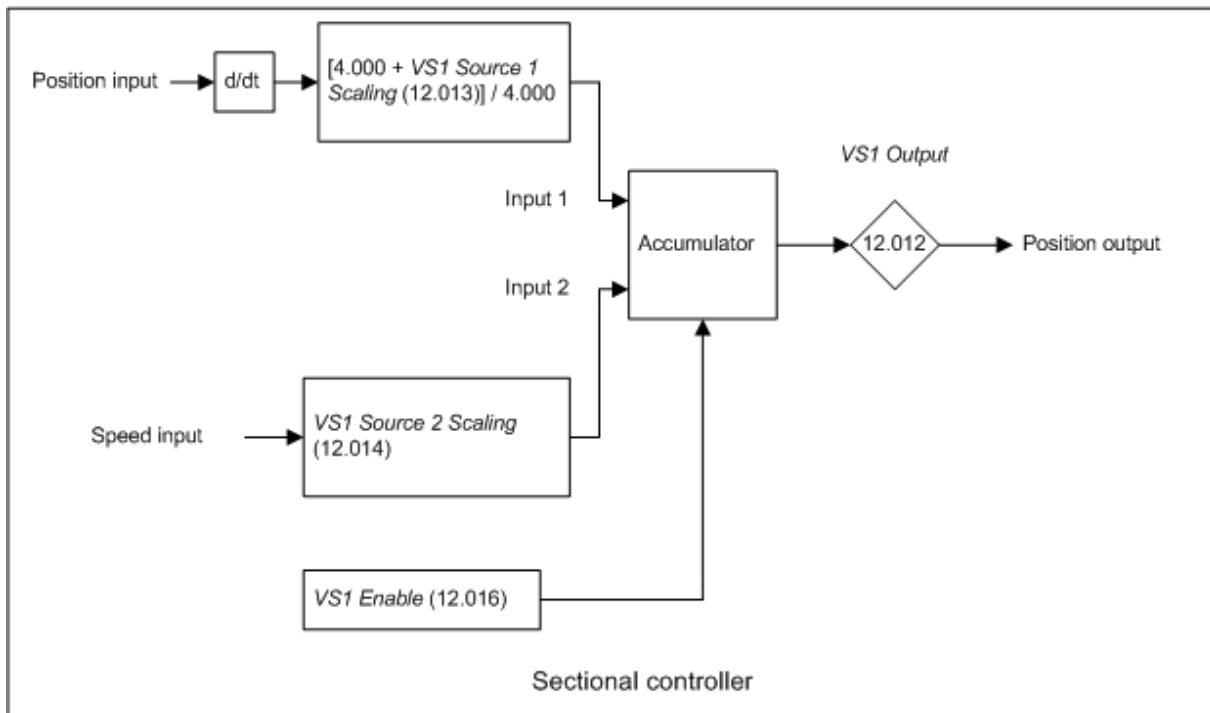 Position input
d/dt
[4.000 + VS1 Source 1
Scaling (12.013)] / 4.000
VS1 Output
Input 1
Accumulator
12.012
Position output
Input 2
Speed input
VS1 Source 2 Scaling
(12.014)
VS1 Enable (12.016)
Sectional controller